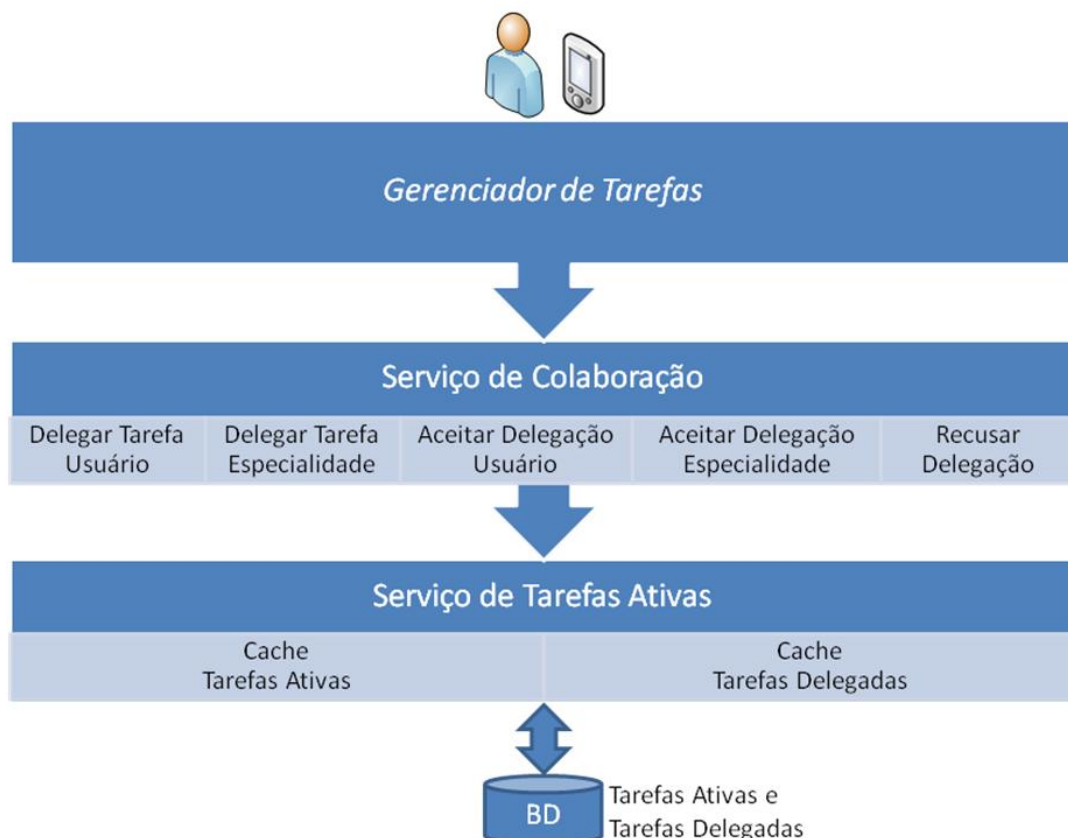 Gerenciador de Tarefas
Serviço de Colaboração
Delegar Tarefa
Usuário
Delegar Tarefa
Especialidade
Aceitar Delegação
Usuário
Aceitar Delegação
Especialidade
Recusar
Delegação
Serviço de Tarefas Ativas
Cache
Tarefas Ativas
Cache
Tarefas Delegadas
BD
Tarefas Ativas e
Tarefas Delegadas